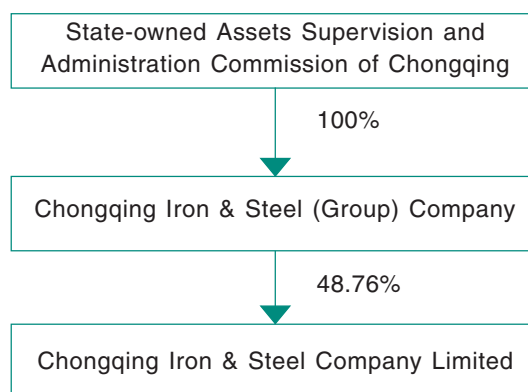 State-owned Assets Supervision and
Administration Commission of Chongqing
100%
Chongqing Iron & Steel (Group) Company
48.76%
Chongqing Iron & Steel Company Limited